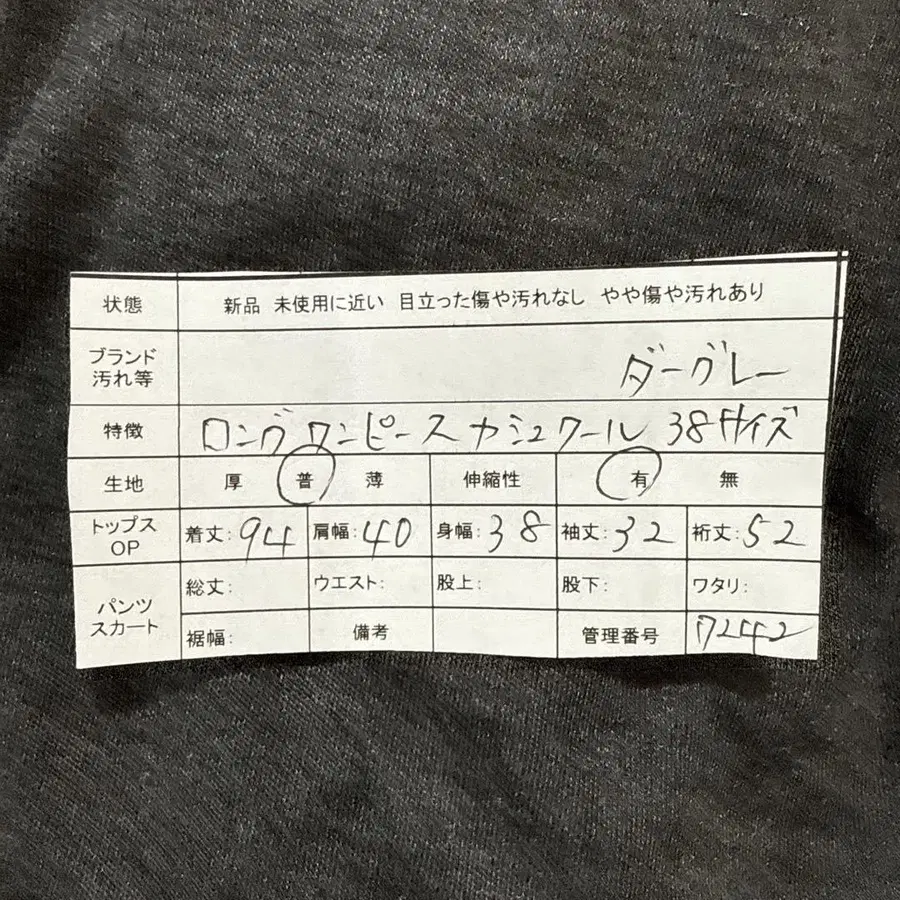 状態 新品 未使用に近い 目立った傷や汚れなし やや傷や汚れあり
ブランド
汚れ等 ダーグレー
特徴 ロングワンピース カシュクール 38サイズ
生地 厚 普 薄 伸縮性 有 無
トップス
OP 着丈:94 肩幅:40 身幅:38 袖丈:32 裄丈:52
パンツ
スカート 総丈: ウエスト: 股上: 股下: ワタリ:
裾幅: 備考 管理番号 7242